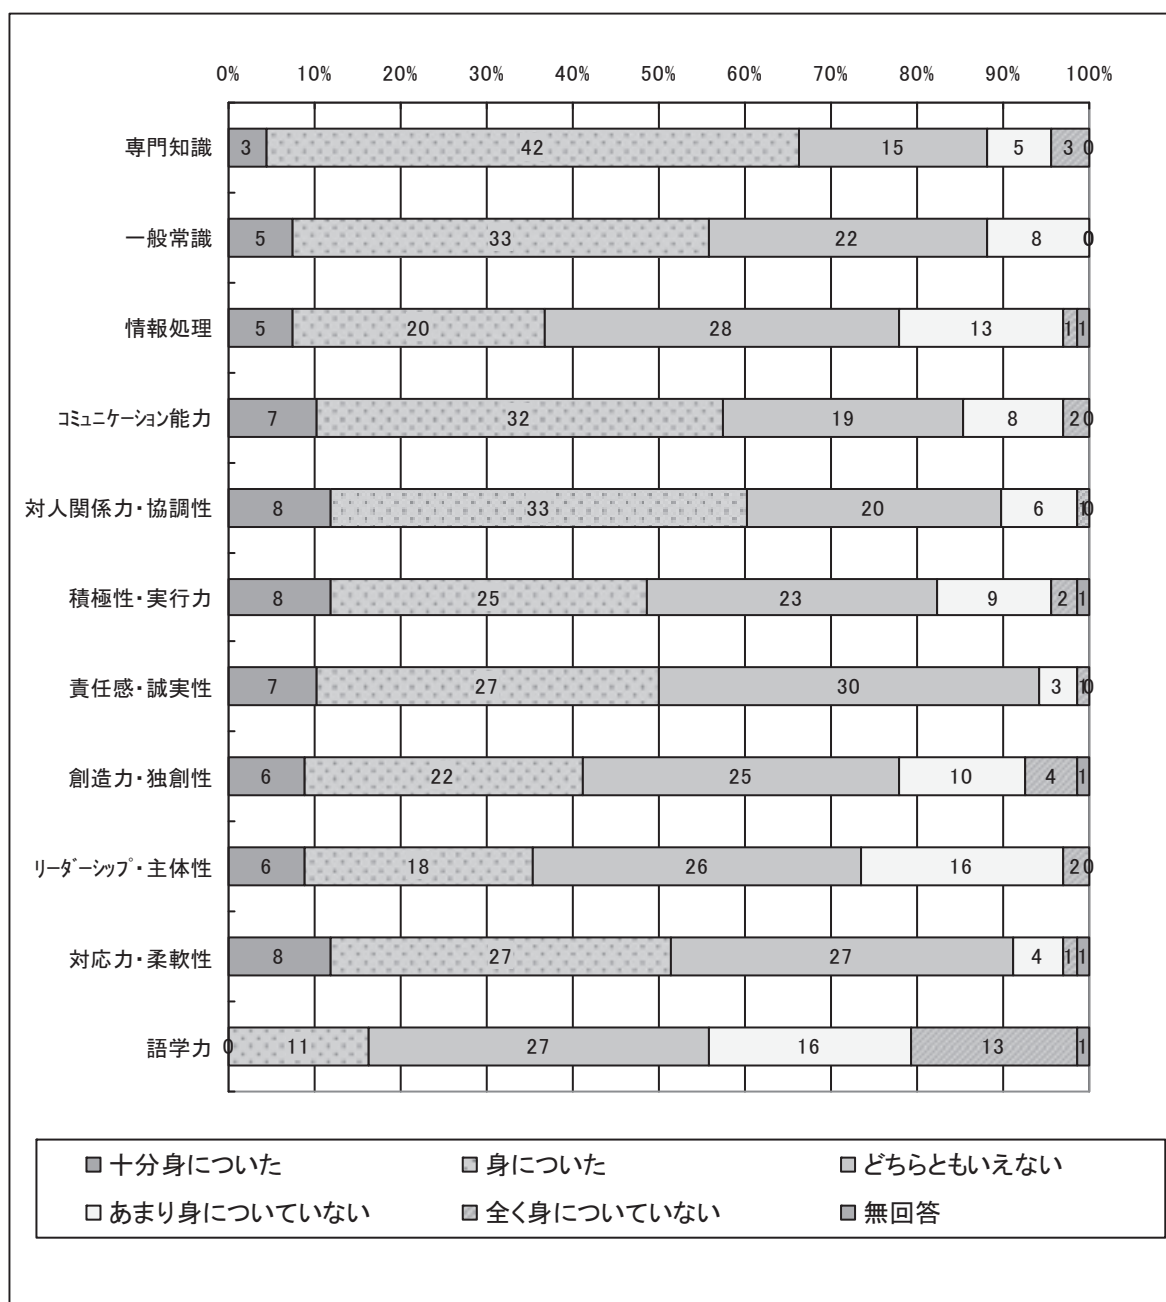 0% 10% 20% 30% 40% 50% 60% 70% 80% 90% 100%
専門知識 3 42 15 5 3 0
一般常識 5 33 22 8 0
情報処理 5 20 28 13 1 1
ｺﾐｭﾆｹｰｼｮﾝ能力 7 32 19 8 2 0
対人関係力・協調性 8 33 20 6 1 0
積極性・実行力 8 25 23 9 2 1
責任感・誠実性 7 27 30 3 1 0
創造力・独創性 6 22 25 10 4 1
ﾘｰﾀﾞｰｼｯﾌﾟ・主体性 6 18 26 16 2 0
対応力・柔軟性 8 27 27 4 1 1
語学力 0 11 27 16 13 1
十分身についた 身についた どちらともいえない
あまり身についていない 全く身についていない 無回答